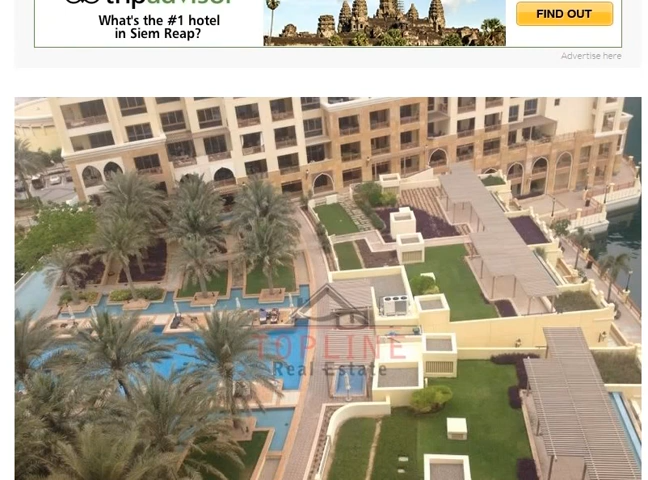 tripadvisor
What's the #1 hotel
in Siem Reap?
FIND OUT
Advertise here
TOPLINE
Real Estate